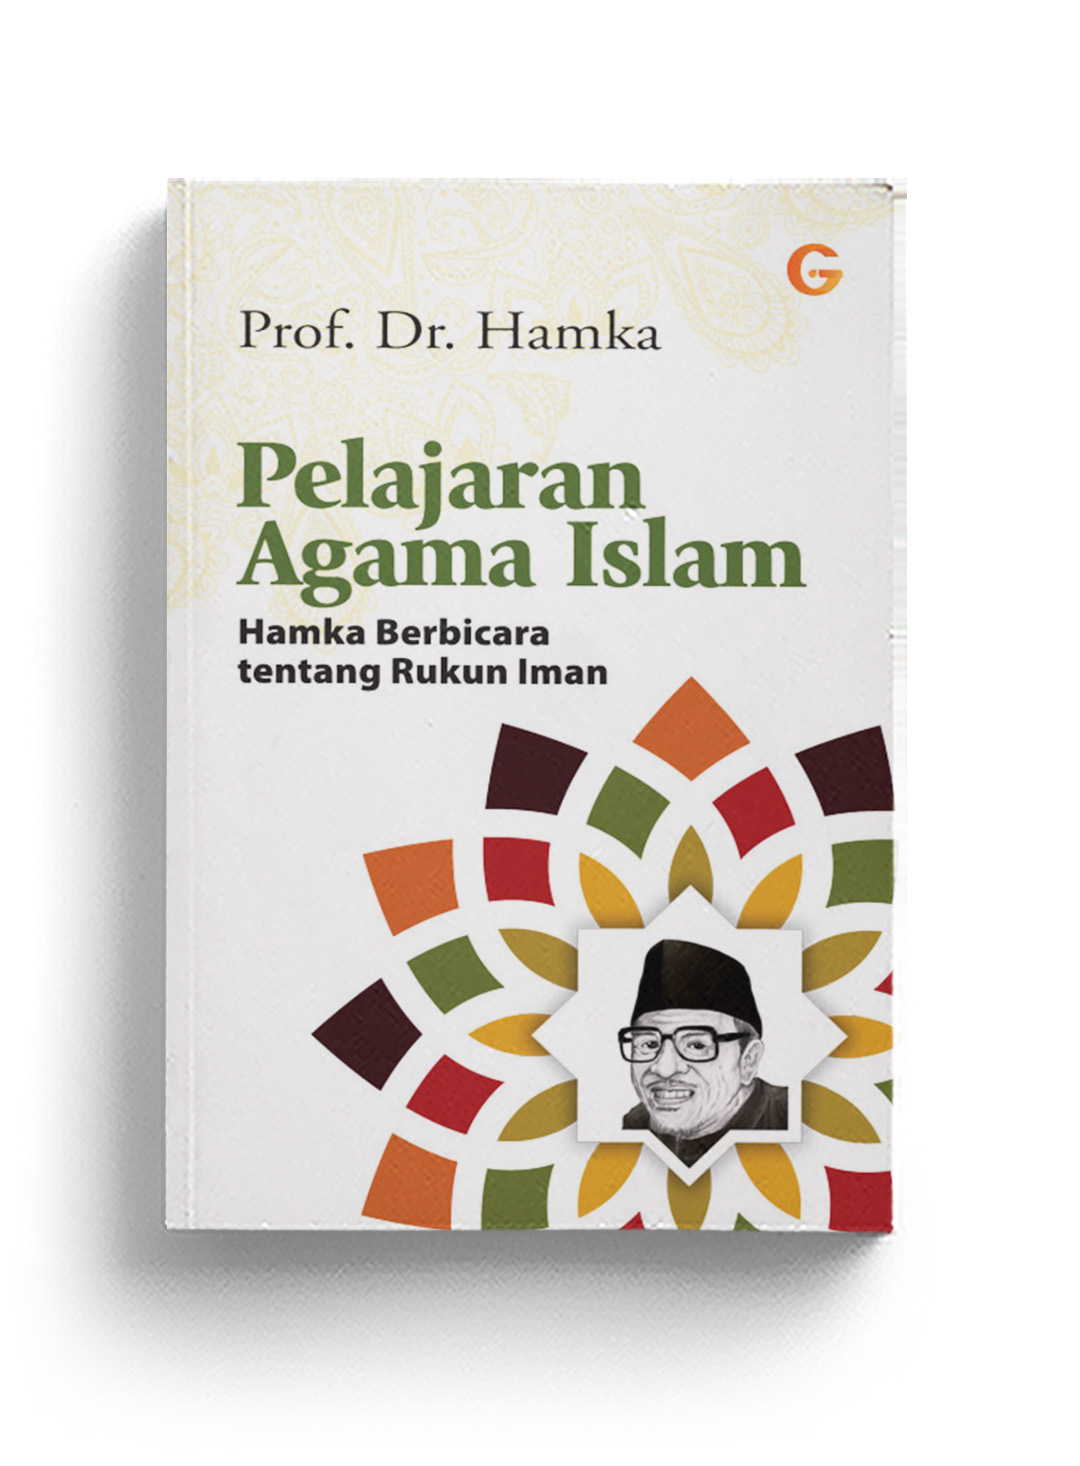 Prof. Dr. Hamka
Pelajaran
Agama Islam
Hamka Berbicara
tentang Rukun Iman